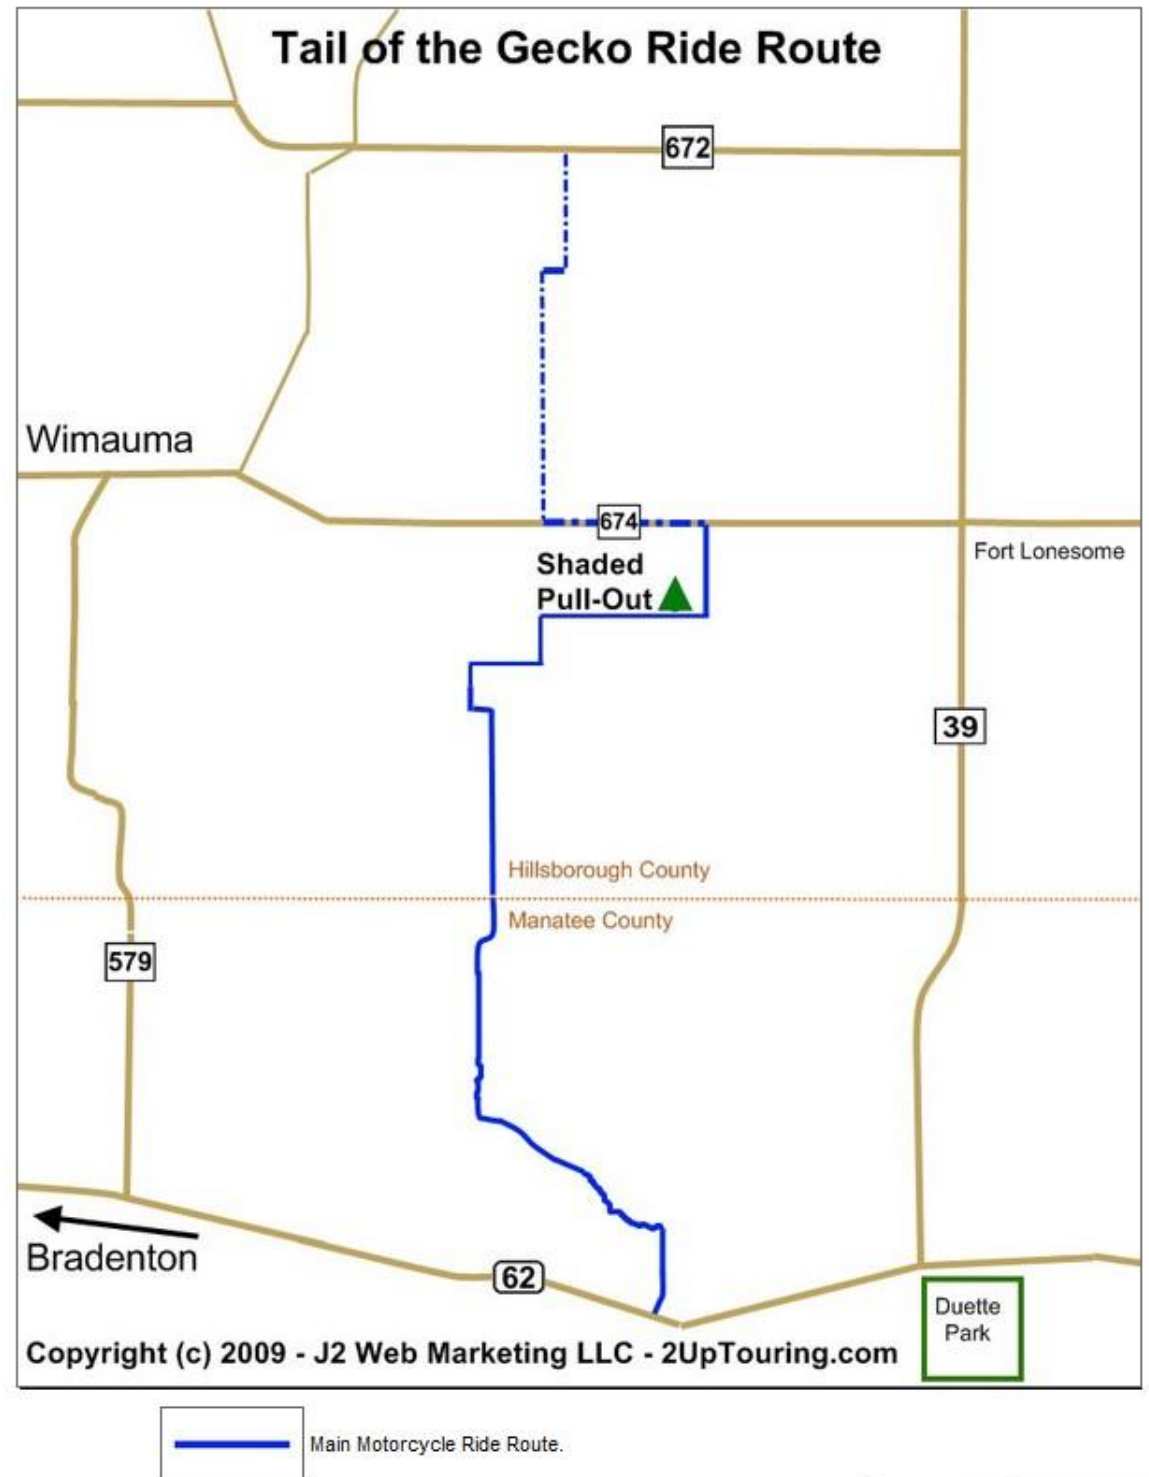 Tail of the Gecko Ride Route
672
Wimauma
674
Fort Lonesome
Shaded
Pull-Out
39
Hillsborough County
Manatee County
579
Bradenton
62
Duette
Park
Copyright (c) 2009 - J2 Web Marketing LLC - 2UpTouring.com
Main Motorcycle Ride Route.